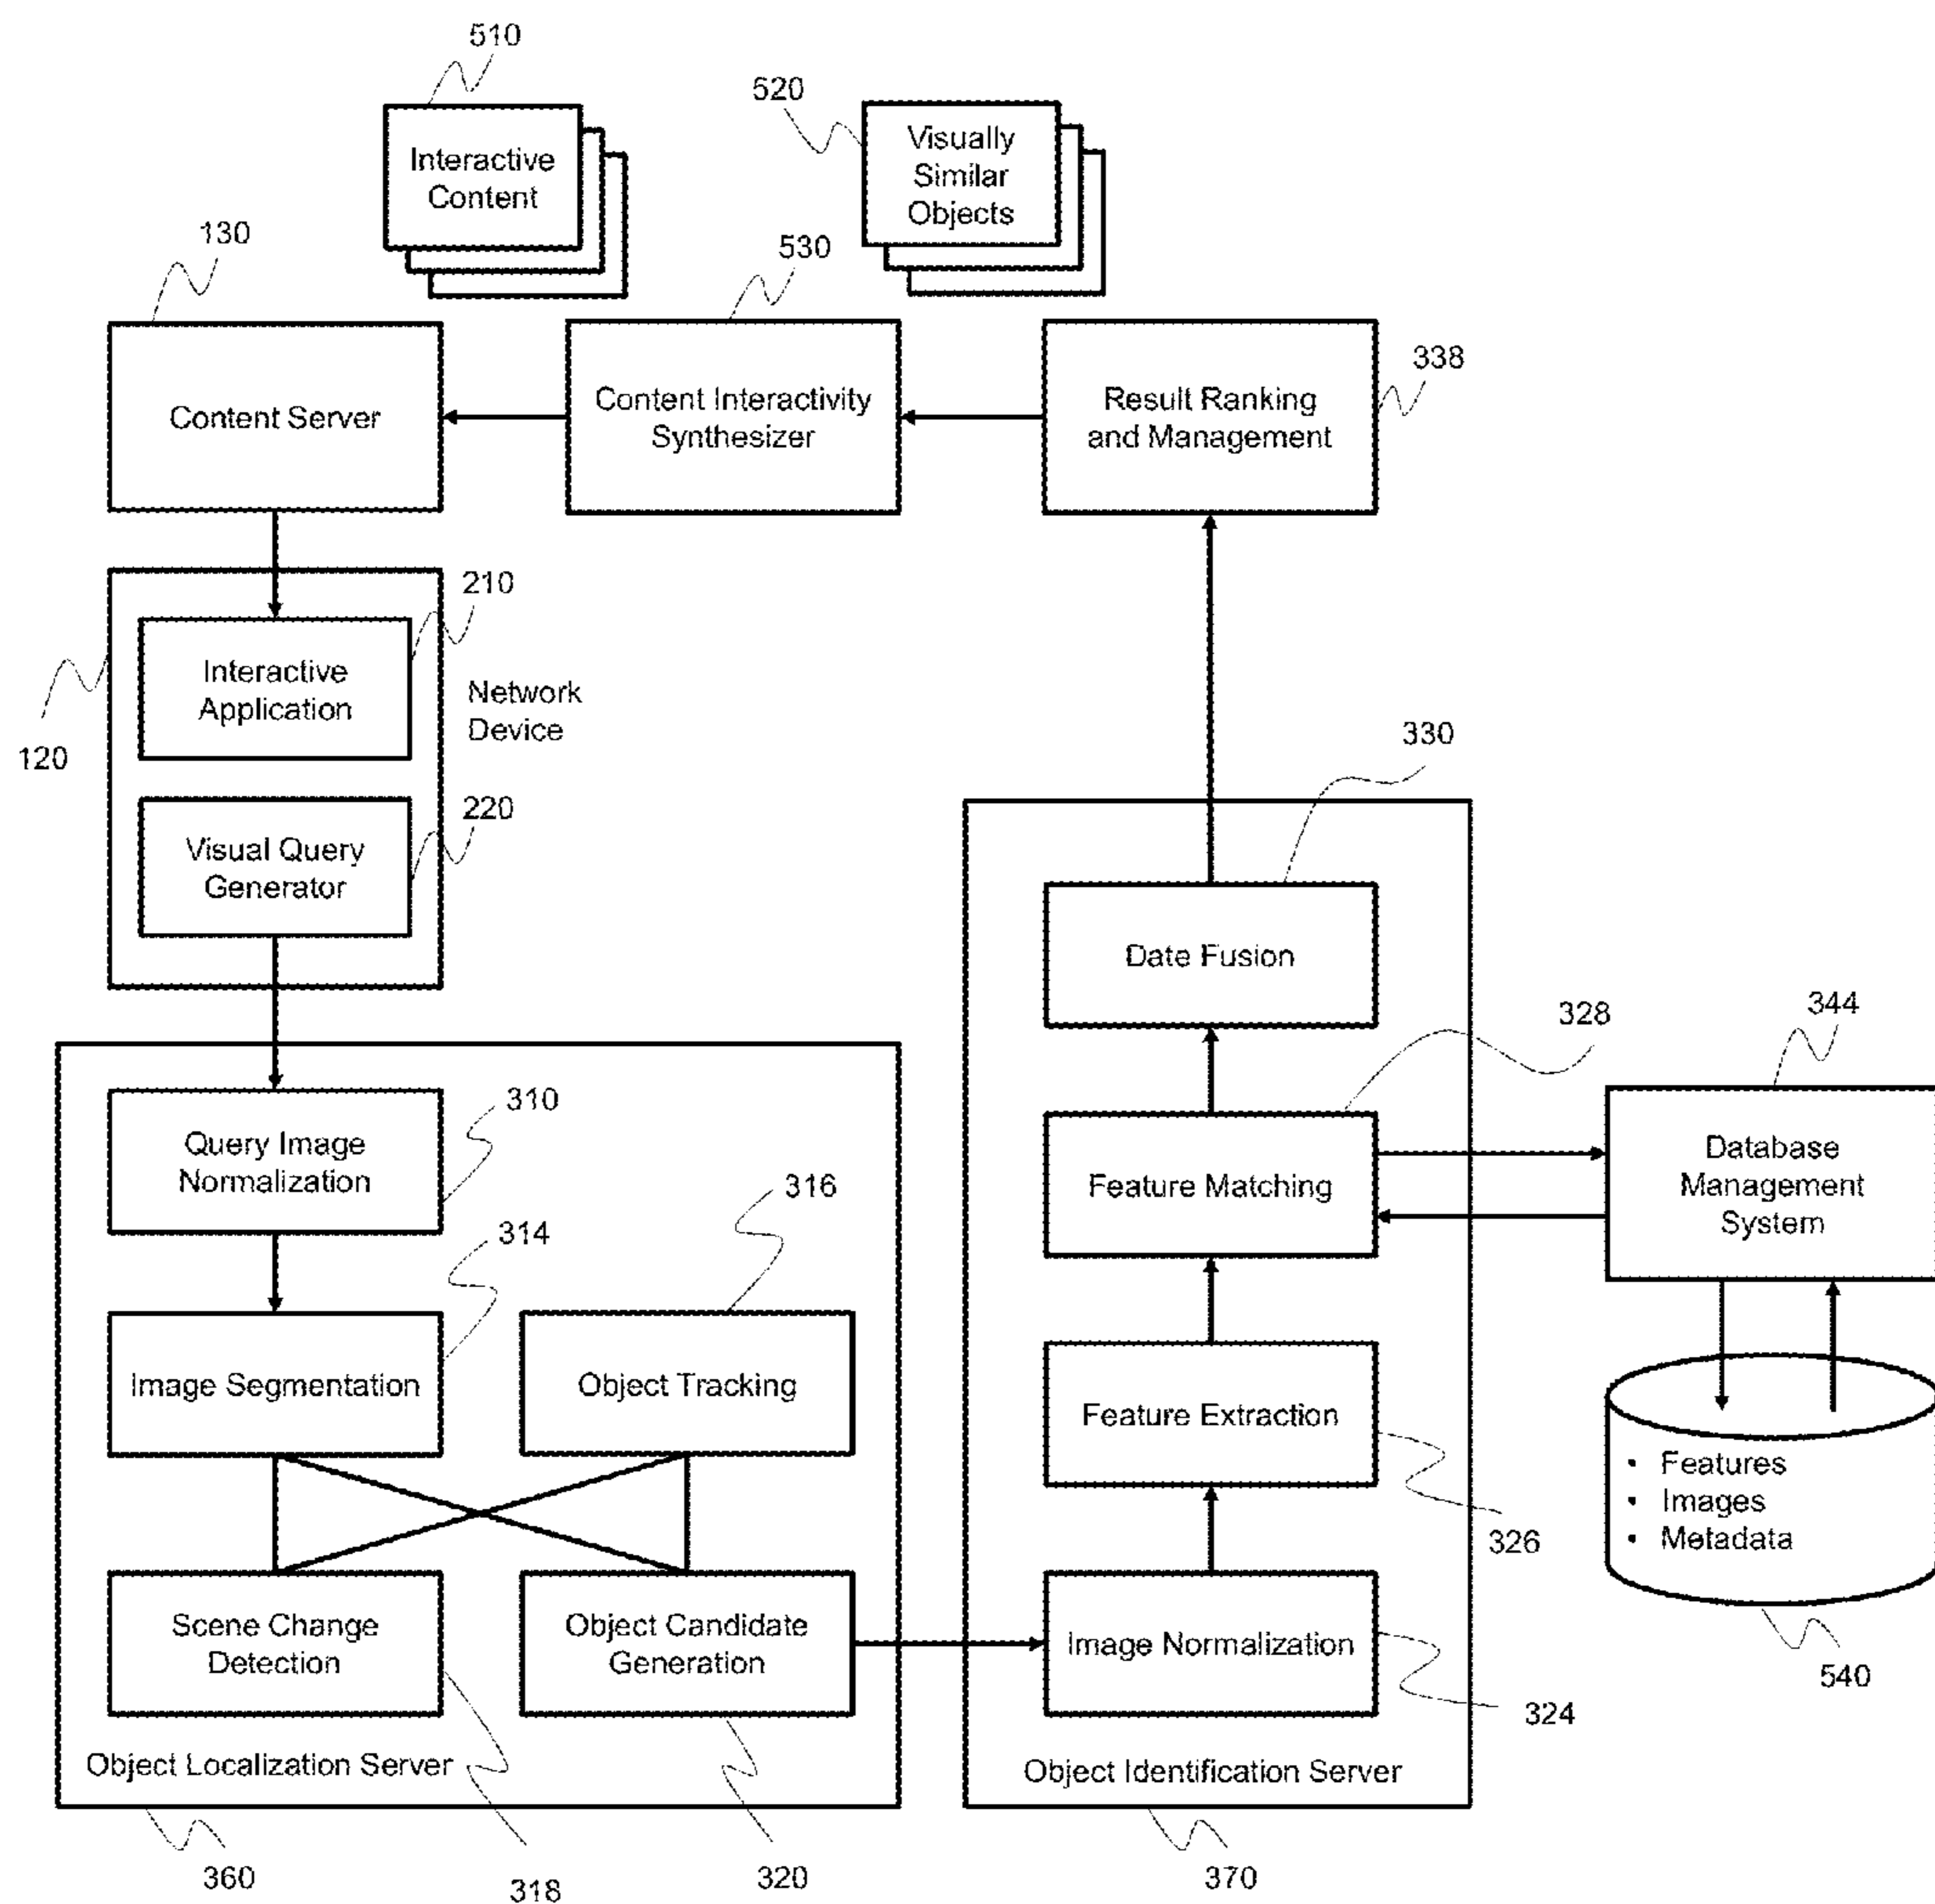 510
520
Interactive
Content
Visually
Similar
Objects
130
530
338
Content Server
Content Interactivity
Synthesizer
Result Ranking
and Management
210
Interactive
Application
Network
Device
120
220
Visual Query
Generator
330
Date Fusion
328
344
310
Query Image
Normalization
316
314
Feature Matching
Database
Management
System
Image Segmentation
Object Tracking
Feature Extraction
326
• Features
• Images
• Metadada
540
Scene Change
Detection
Object Candidate
Generation
Image Normalization
324
Object Localization Server
Object Identification Server
360
318
320
370